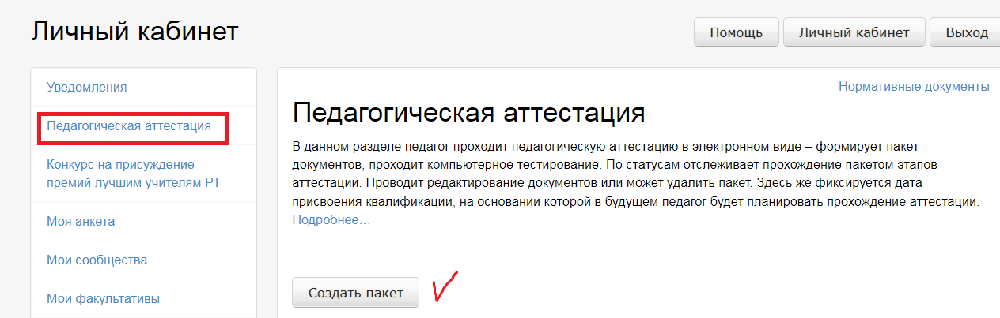 Личный кабинет
Помощь
Личный кабинет
Выход
Уведомления
Педагогическая аттестация
Конкурс на присуждение
премий лучшим учителям РТ
Моя анкета
Мои сообщества
Мои факультативы
Нормативные документы
Педагогическая аттестация
В данном разделе педагог проходит педагогическую аттестацию в электронном виде – формирует пакет
документов, проходит компьютерное тестирование. По статусам отслеживает прохождение пакетом этапов
аттестации. Проводит редактирование документов или может удалить пакет. Здесь же фиксируется дата
присвоения квалификации, на основании которой в будущем педагог будет планировать прохождение аттестации.
Подробнее…
Создать пакет